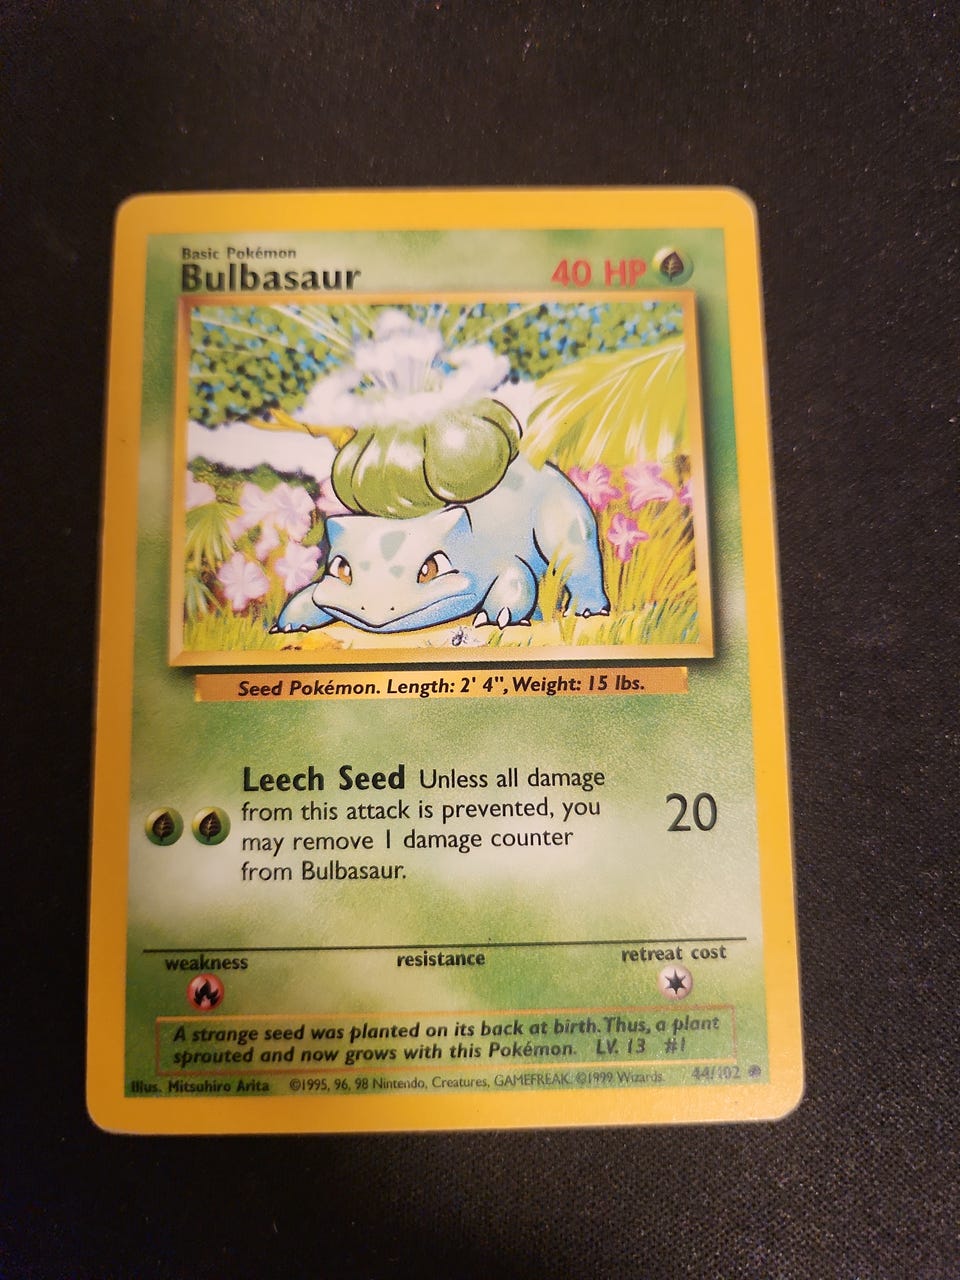 Basic Pokémon
Bulbasaur 40 HP
Seed Pokémon. Length: 2' 4", Weight: 15 lbs.
Leech Seed Unless all damage
from this attack is prevented, you
may remove 1 damage counter
from Bulbasaur.
20
weakness resistance retreat cost
A strange seed was planted on its back at birth. Thus, a plant
sprouted and now grows with this Pokémon. LV. 13 #1
Illus. Mitsuhiro Arita ©1995, 96, 98 Nintendo, Creatures, GAMEFREAK. ©1999 Wizards. 44/102